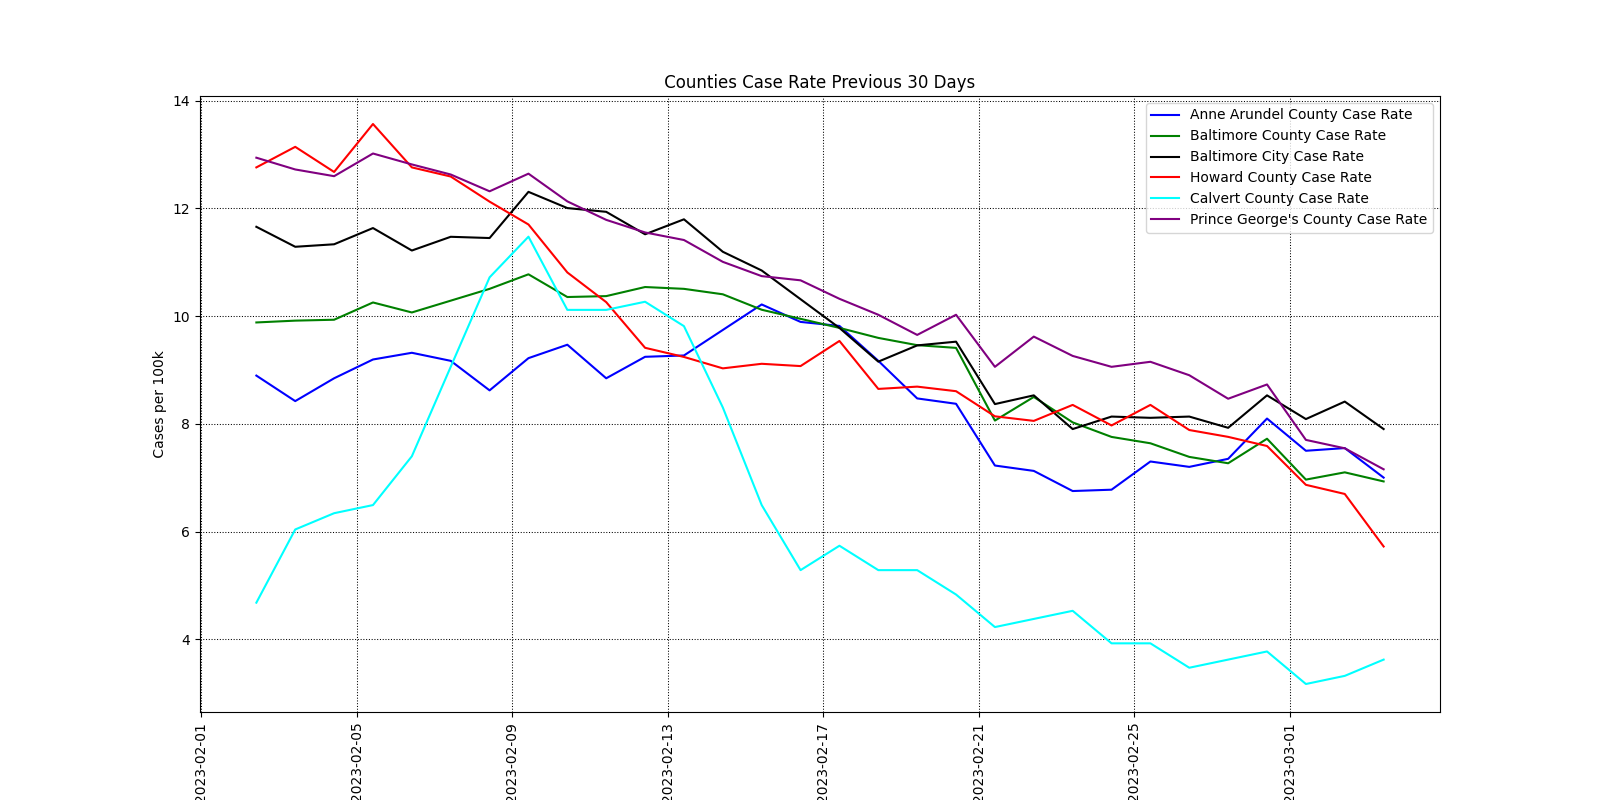 Counties Case Rate Previous 30 Days
Anne Arundel County Case Rate
Baltimore County Case Rate
Baltimore City Case Rate
Howard County Case Rate
Calvert County Case Rate
Prince George's County Case Rate
Cases per 100k
14
12
10
8
6
4
2023-02-01
2023-02-05
2023-02-09
2023-02-13
2023-02-17
2023-02-21
2023-02-25
2023-03-01